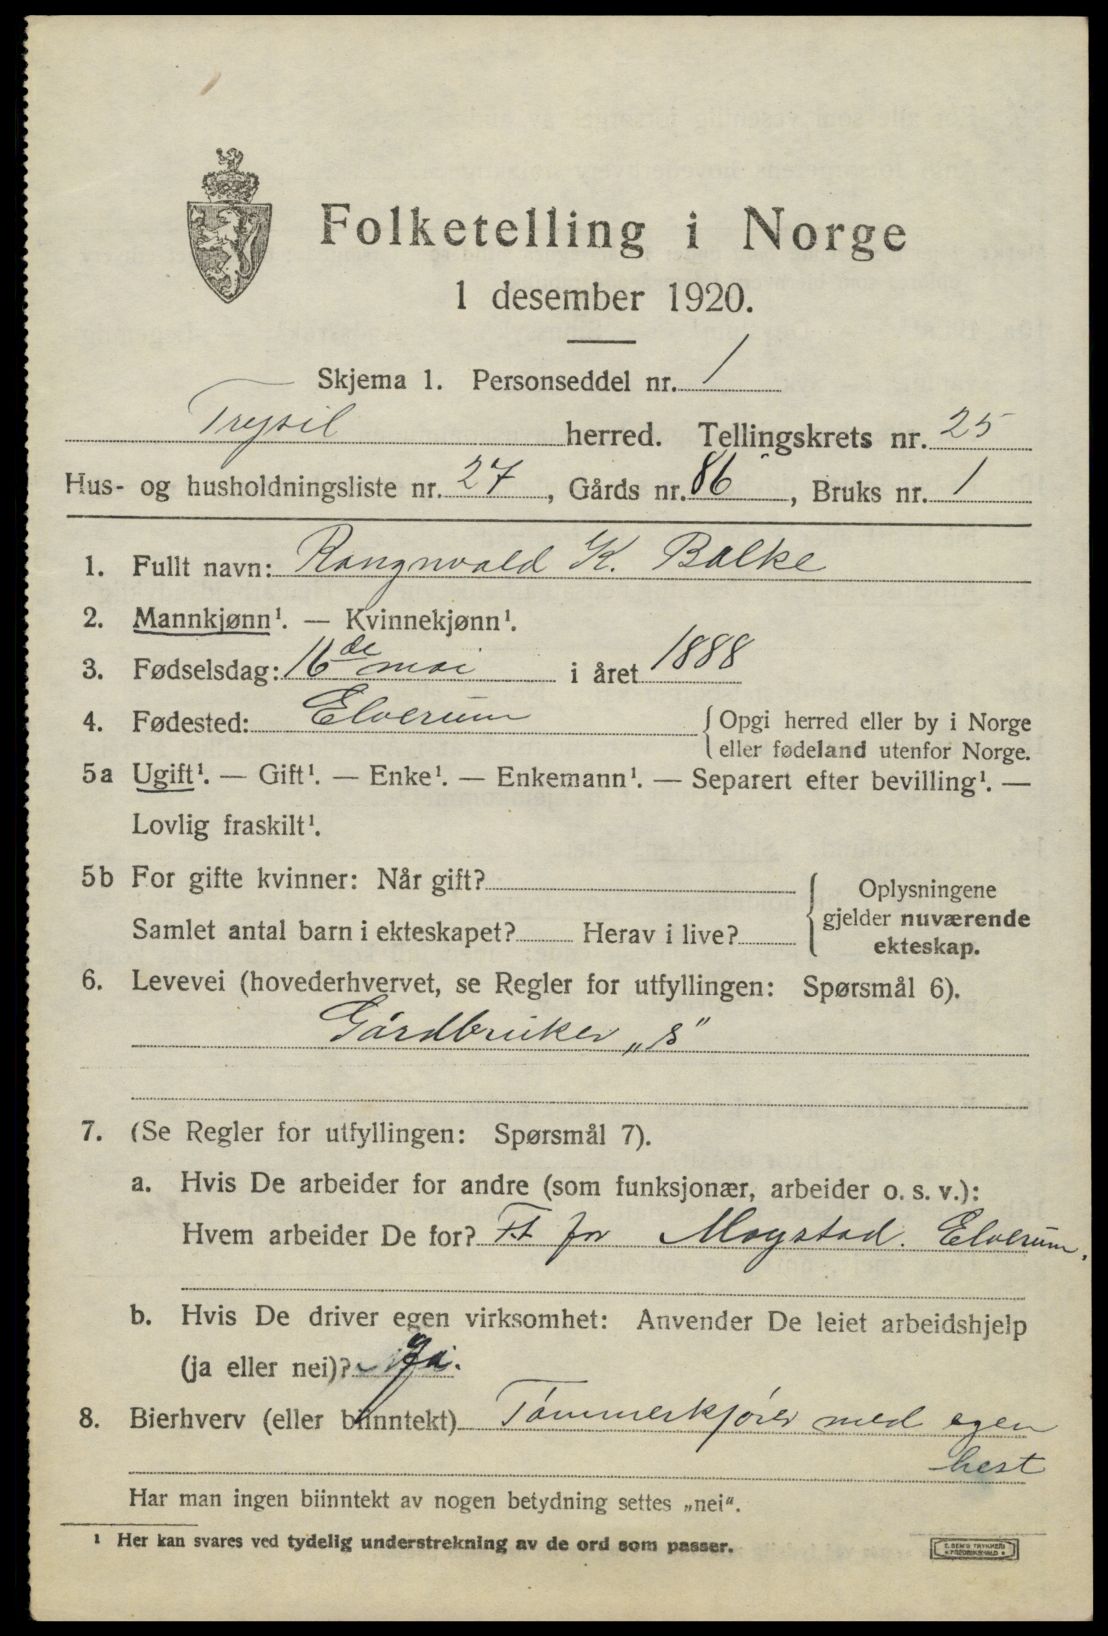 Folketelling i Norge
1 desember 1920.
Skjema 1. Personseddel nr. 1
Trysil herred. Tellingskrets nr. 25
Hus- og husholdningsliste nr. 27, Gårds nr. 86, Bruks nr. 1
1. Fullt navn: Rangnvald K. Balke
2. Mannkjønn¹. — Kvinnekjønn¹.
3. Fødselsdag: 16de mai i året 1888
4. Fødested: Elverum {Opgi herred eller by i Norge
eller fødeland utenfor Norge.
5a Ugift¹. — Gift¹. — Enke¹. — Enkemann¹. — Separert efter bevilling¹. —
Lovlig fraskilt¹.
5b For gifte kvinner: Når gift? { Oplysningene
gjelder nuværende
Samlet antal barn i ekteskapet? Herav i live? ekteskap.
6. Levevei (hovederhvervet, se Regler for utfyllingen: Spørsmål 6).
Gårdbruker „s"
7. (Se Regler for utfyllingen: Spørsmål 7).
a. Hvis De arbeider for andre (som funksjonær, arbeider o. s. v.):
Hvem arbeider De for? F.t for Mogstad. Elverum.
b. Hvis De driver egen virksomhet: Anvender De leiet arbeidshjelp
(ja eller nei)? Ja.
8. Bierhverv (eller biinntekt) Tømmerkjører med egen
hest
Har man ingen biinntekt av nogen betydning settes „nei".
¹ Her kan svares ved tydelig understrekning av de ord som passer.